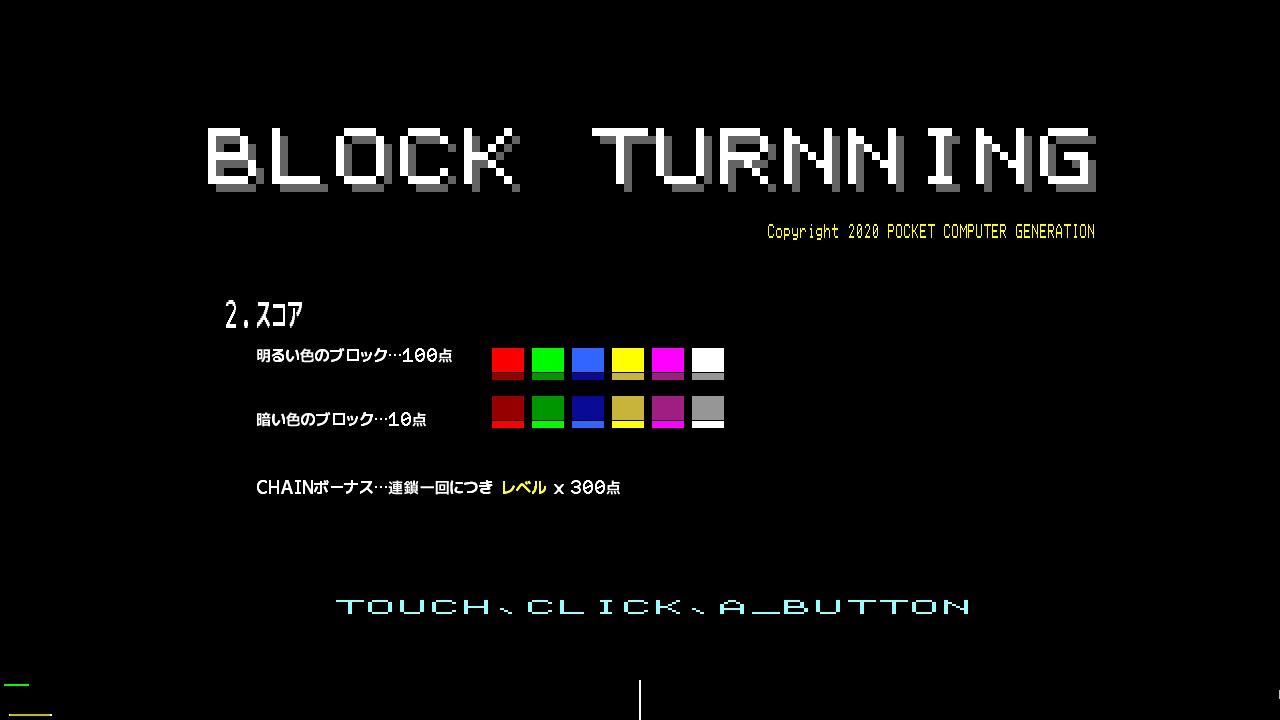 BLOCK TURNNING
Copyright 2020 POCKET COMPUTER GENERATION
2.スコア
明るい色のブロック…100点
暗い色のブロック…10点
CHAINボーナス…連鎖一回につき レベル x 300点
TOUCH、CLICK、A_BUTTON